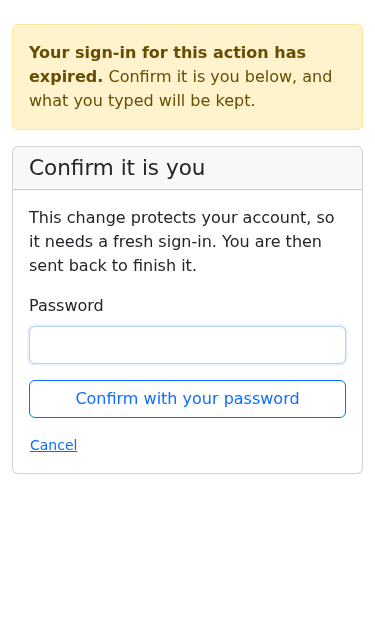 Your sign-in for this action has
expired. Confirm it is you below, and
what you typed will be kept.
Confirm it is you
This change protects your account, so
it needs a fresh sign-in. You are then
sent back to finish it.
Password
Confirm with your password
Cancel